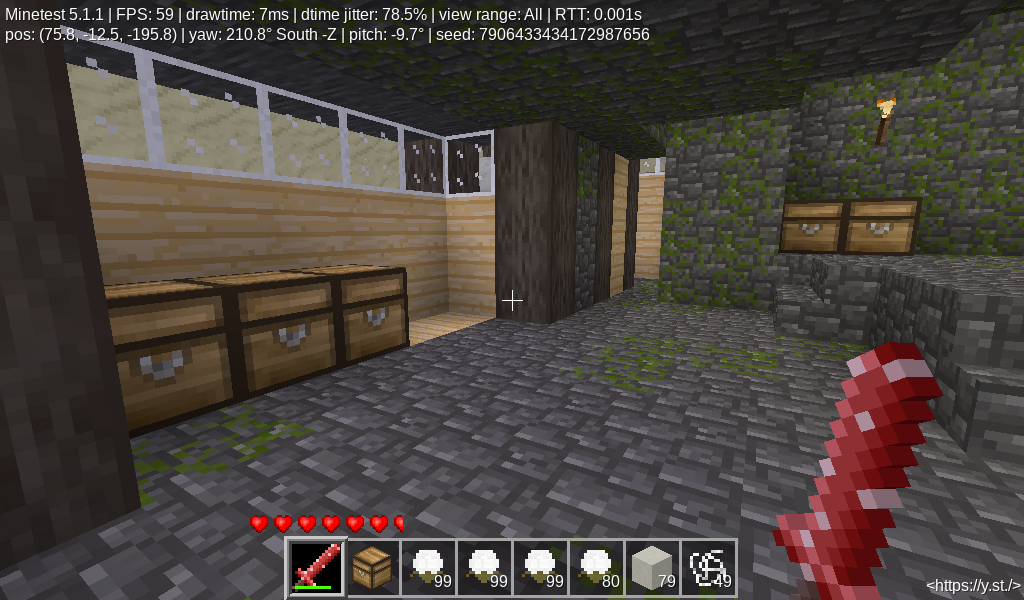 Minetest 5.1.1 | FPS: 59 | drawtime: 7ms | dtime jitter: 78.5% | view range: All | RTT: 0.001s
pos: (75.8, -12.5, -195.8) | yaw: 210.8° South -Z | pitch: -9.7° | seed: 7906433434172987656
99 99 99 80 79 49
<https://y.st./>